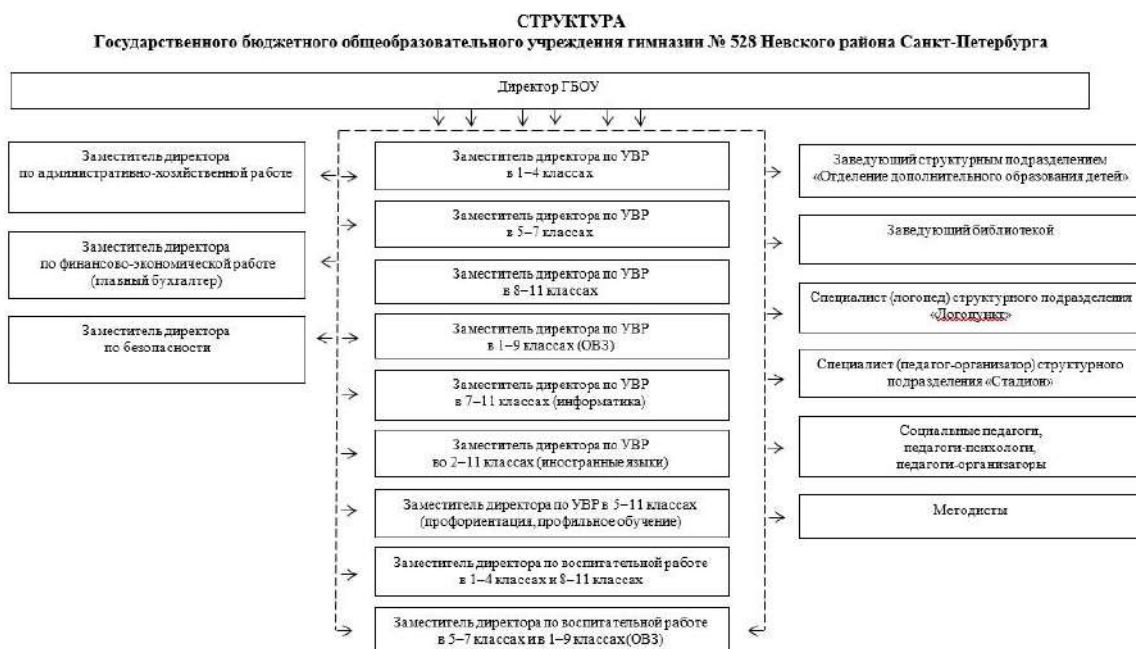 СТРУКТУРА
Государственного бюджетного общеобразовательного учреждения гимназии № 528 Невского района Санкт-Петербурга
Директор ГБОУ
Заместитель директора
по административно-хозяйственной работе
Заместитель директора
по финансово-экономической работе
(главный бухгалтер)
Заместитель директора
по безопасности
Заместитель директора по УВР
в 1–4 классах
Заместитель директора по УВР
в 5–7 классах
Заместитель директора по УВР
в 8–11 классах
Заместитель директора по УВР
в 1–9 классах (ОВЗ)
Заместитель директора по УВР
в 7–11 классах (информатика)
Заместитель директора по УВР
во 2–11 классах (иностранные языки)
Заместитель директора по УВР в 5–11 классах
(профориентация, профильное обучение)
Заместитель директора по воспитательной работе
в 1–4 классах и 8–11 классах
Заместитель директора по воспитательной работе
в 5–7 классах и в 1–9 классах (ОВЗ)
Заведующий структурным подразделением
«Отделение дополнительного образования детей»
Заведующий библиотекой
Специалист (логопед) структурного подразделения
«Логопункт»
Специалист (педагог-организатор) структурного
подразделения «Стадион»
Социальные педагоги,
педагоги-психологи,
педагоги-организаторы
Методисты